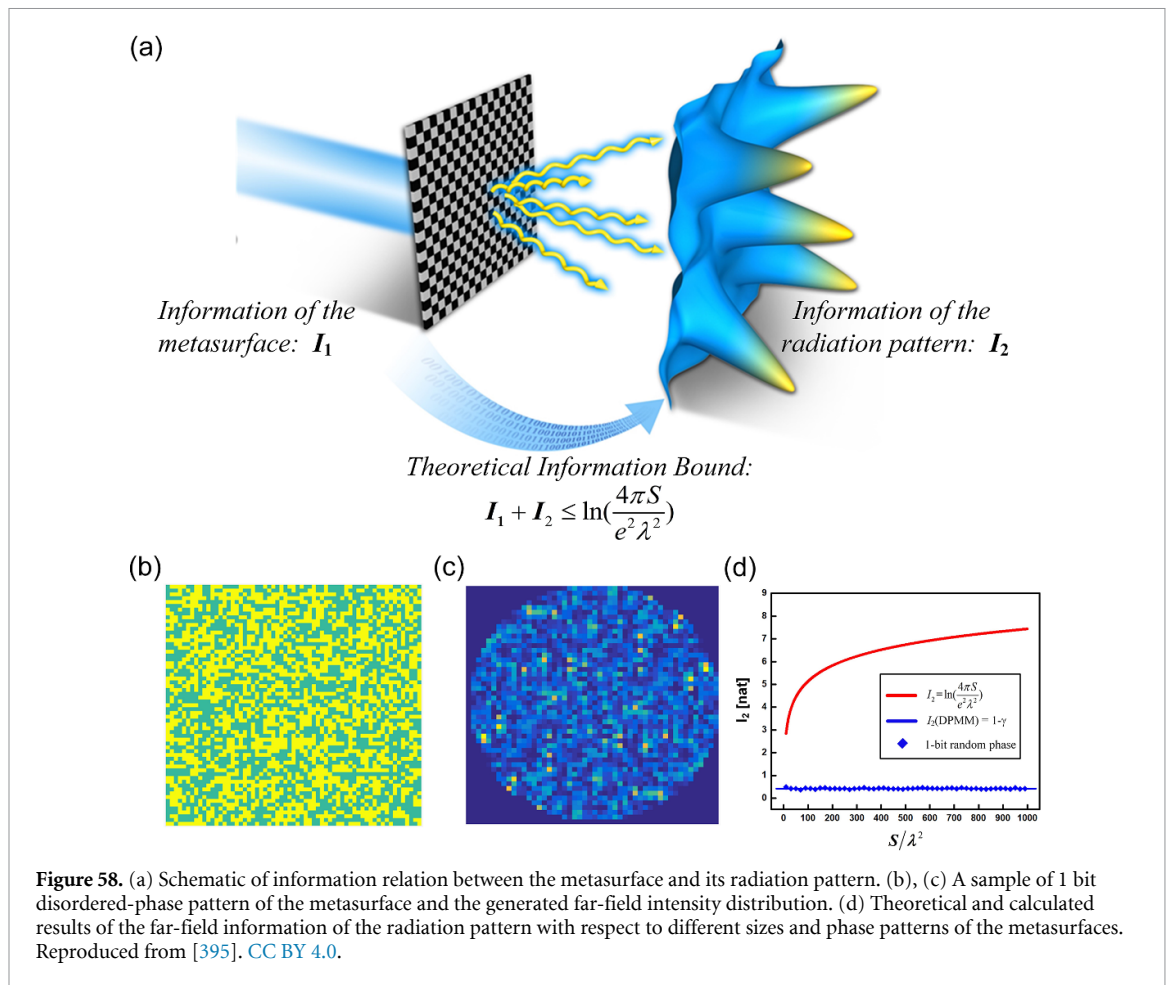 (a)
Information of the
metasurface: I₁
Information of the
radiation pattern: I₂
Theoretical Information Bound:
I₁ + I₂ ≤ ln(4πS/e²λ²)
(b)
(c)
(d)
9
8
7
6
5
4
3
2
1
0
I₂ [nat]
I₂=ln(4πS/e²λ²)
I₂(DPMM) = 1-γ
1-bit random phase
0 100 200 300 400 500 600 700 800 900 1000
S/λ²
Figure 58. (a) Schematic of information relation between the metasurface and its radiation pattern. (b), (c) A sample of 1 bit
disordered-phase pattern of the metasurface and the generated far-field intensity distribution. (d) Theoretical and calculated
results of the far-field information of the radiation pattern with respect to different sizes and phase patterns of the metasurfaces.
Reproduced from [395]. CC BY 4.0.